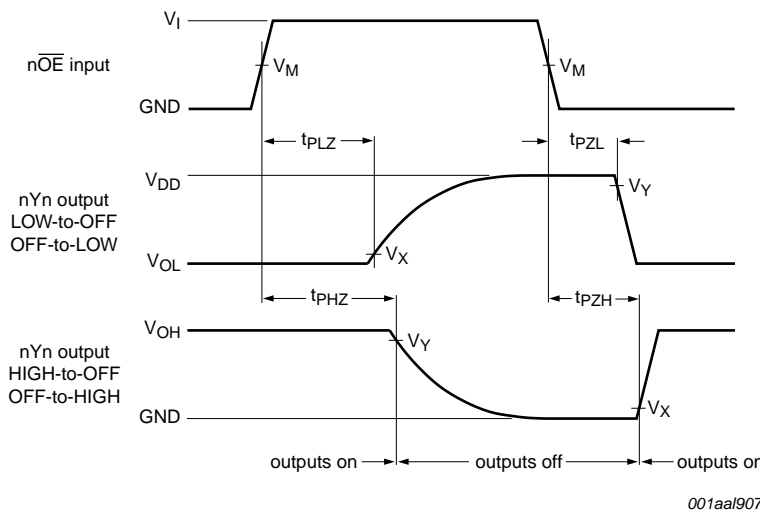 V_I
nOE input
V_M
V_M
GND
t_PLZ
t_PZL
V_DD
nYn output
LOW-to-OFF
OFF-to-LOW
V_Y
V_X
V_OL
t_PHZ
t_PZH
V_OH
nYn output
HIGH-to-OFF
OFF-to-HIGH
V_Y
V_X
GND
outputs on
outputs off
outputs on
001aal907